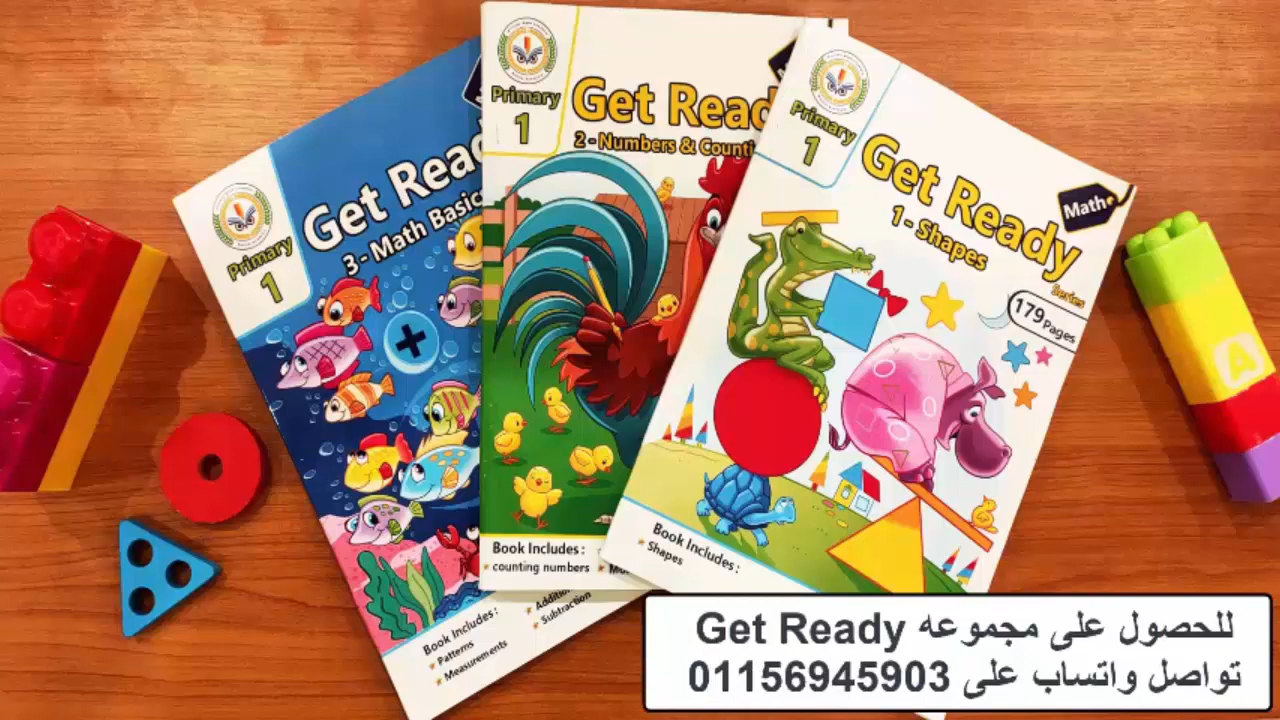 Primary
1
Get Read
3 - Math Basic
Book Includes :
Patterns
Measurements
Subtraction
Primary
1
Get Read
2 - Numbers & Counti
Book Includes :
counting numbers
Primary
1
Get Ready
Math
1 - Shapes
Series
179 Pages
Book Includes :
Shapes
A
للحصول على مجموعه Get Ready
تواصل واتساب على 01156945903